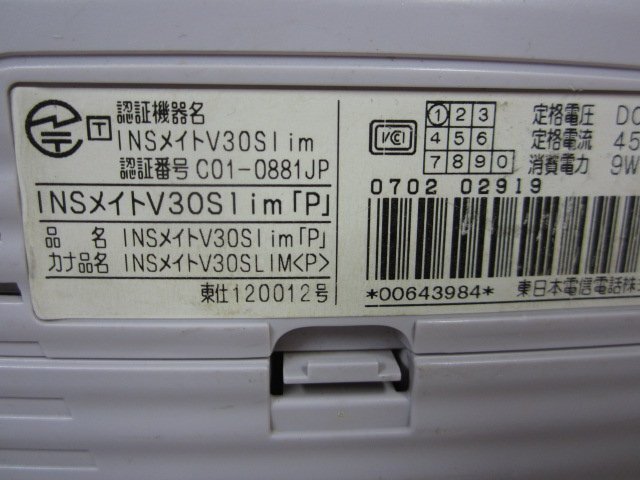 認証機器名
T
INSメイトV30Slim
認証番号 C01-0881JP
INSメイトV30Slim「P」
品 名 INSメイトV30Slim「P」
カナ品名 INSメイトV30SLIM<P>
東仕120012号
VCCI
1 2 3
4 5 6
7 8 9 0
定格電圧 DC
定格電流 45
消費電力 9W
0702 02919
*00643984* 東日本電信電話株